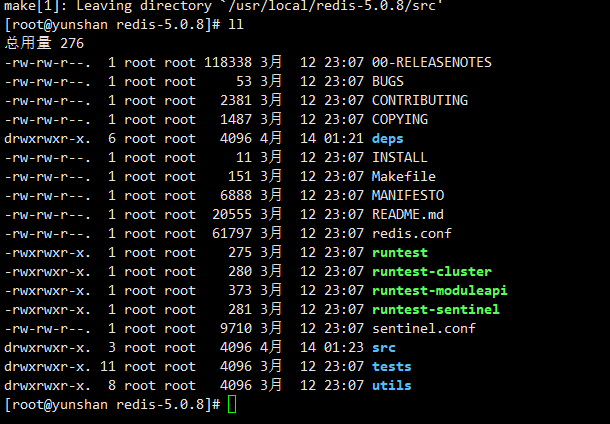 make[1]: Leaving directory `/usr/local/redis-5.0.8/src'
[root@yunshan redis-5.0.8]# ll
总用量 276
-rw-rw-r--.  1 root root 118338 3月  12 23:07 00-RELEASENOTES
-rw-rw-r--.  1 root root     53 3月  12 23:07 BUGS
-rw-rw-r--.  1 root root   2381 3月  12 23:07 CONTRIBUTING
-rw-rw-r--.  1 root root   1487 3月  12 23:07 COPYING
drwxrwxr-x.  6 root root   4096 4月  14 01:21 deps
-rw-rw-r--.  1 root root     11 3月  12 23:07 INSTALL
-rw-rw-r--.  1 root root    151 3月  12 23:07 Makefile
-rw-rw-r--.  1 root root   6888 3月  12 23:07 MANIFESTO
-rw-rw-r--.  1 root root  20555 3月  12 23:07 README.md
-rw-rw-r--.  1 root root  61797 3月  12 23:07 redis.conf
-rwxrwxr-x.  1 root root    275 3月  12 23:07 runtest
-rwxrwxr-x.  1 root root    280 3月  12 23:07 runtest-cluster
-rwxrwxr-x.  1 root root    373 3月  12 23:07 runtest-moduleapi
-rwxrwxr-x.  1 root root    281 3月  12 23:07 runtest-sentinel
-rw-rw-r--.  1 root root   9710 3月  12 23:07 sentinel.conf
drwxrwxr-x.  3 root root   4096 4月  14 01:23 src
drwxrwxr-x. 11 root root   4096 3月  12 23:07 tests
drwxrwxr-x.  8 root root   4096 3月  12 23:07 utils
[root@yunshan redis-5.0.8]#